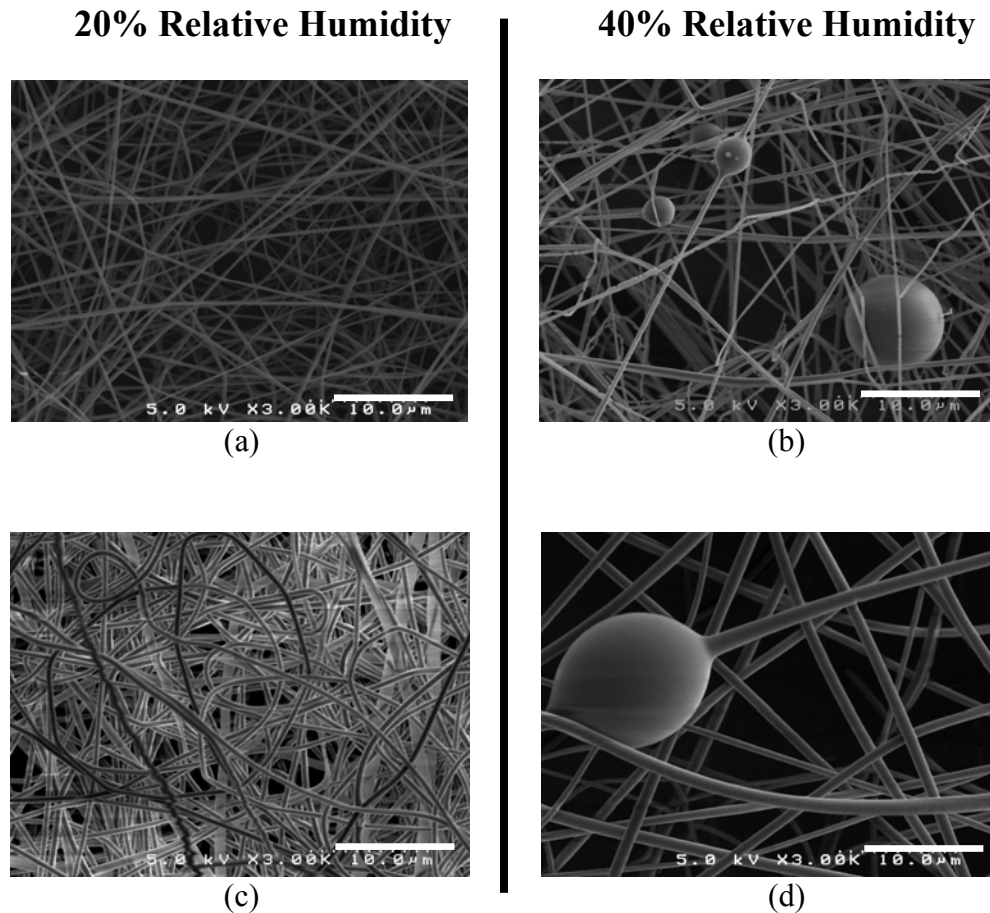 20% Relative Humidity
40% Relative Humidity
5.0 kV X3.00K 10.0µm
(a)
5.0 kV X3.00K 10.0µm
(b)
5.0 kV X3.00K 10.0µm
(c)
5.0 kV X3.00K 10.0µm
(d)